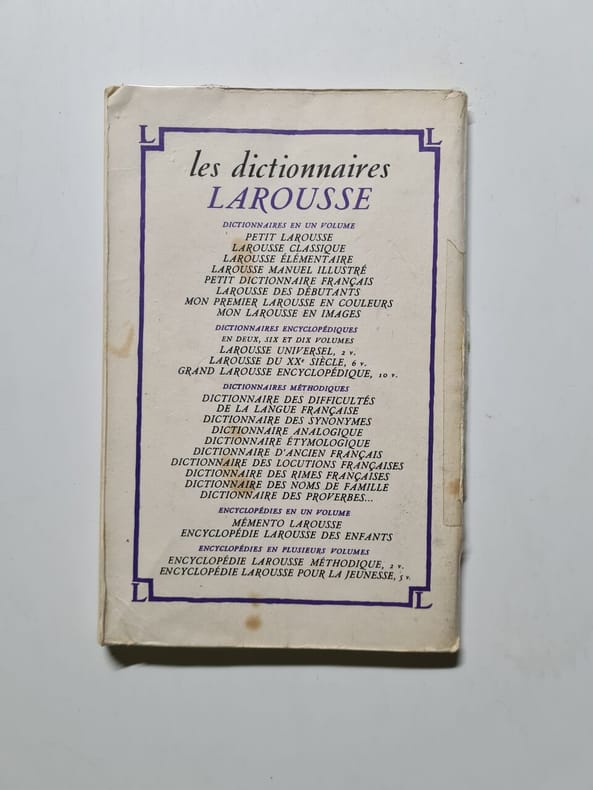 L L
les dictionnaires
LAROUSSE
DICTIONNAIRES EN UN VOLUME
PETIT LAROUSSE
LAROUSSE CLASSIQUE
LAROUSSE ÉLÉMENTAIRE
LAROUSSE MANUEL ILLUSTRÉ
PETIT DICTIONNAIRE FRANÇAIS
LAROUSSE DES DÉBUTANTS
MON PREMIER LAROUSSE EN COULEURS
MON LAROUSSE EN IMAGES
DICTIONNAIRES ENCYCLOPÉDIQUES
EN DEUX, SIX ET DIX VOLUMES
LAROUSSE UNIVERSEL, 2 v.
LAROUSSE DU XXe SIÈCLE, 6 v.
GRAND LAROUSSE ENCYCLOPÉDIQUE, 10 v.
DICTIONNAIRES MÉTHODIQUES
DICTIONNAIRE DES DIFFICULTÉS
DE LA LANGUE FRANÇAISE
DICTIONNAIRE DES SYNONYMES
DICTIONNAIRE ANALOGIQUE
DICTIONNAIRE ÉTYMOLOGIQUE
DICTIONNAIRE D'ANCIEN FRANÇAIS
DICTIONNAIRE DES LOCUTIONS FRANÇAISES
DICTIONNAIRE DES RIMES FRANÇAISES
DICTIONNAIRE DES NOMS DE FAMILLE
DICTIONNAIRE DES PROVERBES...
ENCYCLOPÉDIES EN UN VOLUME
MÉMENTO LAROUSSE
ENCYCLOPÉDIE LAROUSSE DES ENFANTS
ENCYCLOPÉDIES EN PLUSIEURS VOLUMES
ENCYCLOPÉDIE LAROUSSE MÉTHODIQUE, 2 v.
ENCYCLOPÉDIE LAROUSSE POUR LA JEUNESSE, 5 v.
L L